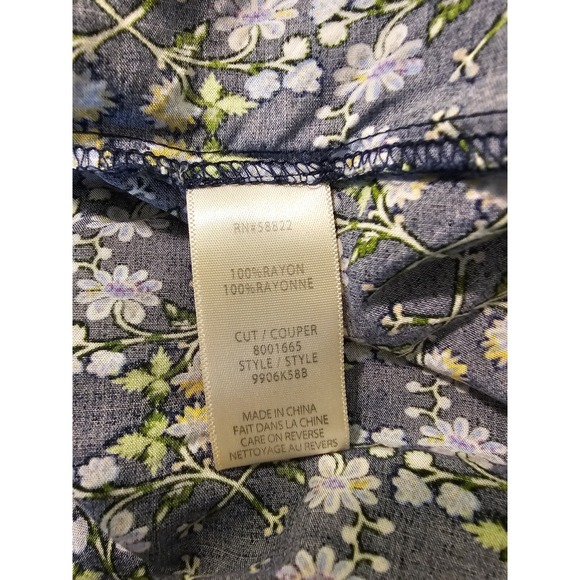 RN#58822
100%RAYON
100%RAYONNE
CUT / COUPER
8001665
STYLE / STYLE
9906K58B
MADE IN CHINA
FAIT DANS LA CHINE
CARE ON REVERSE
NETTOYAGE AU REVERS